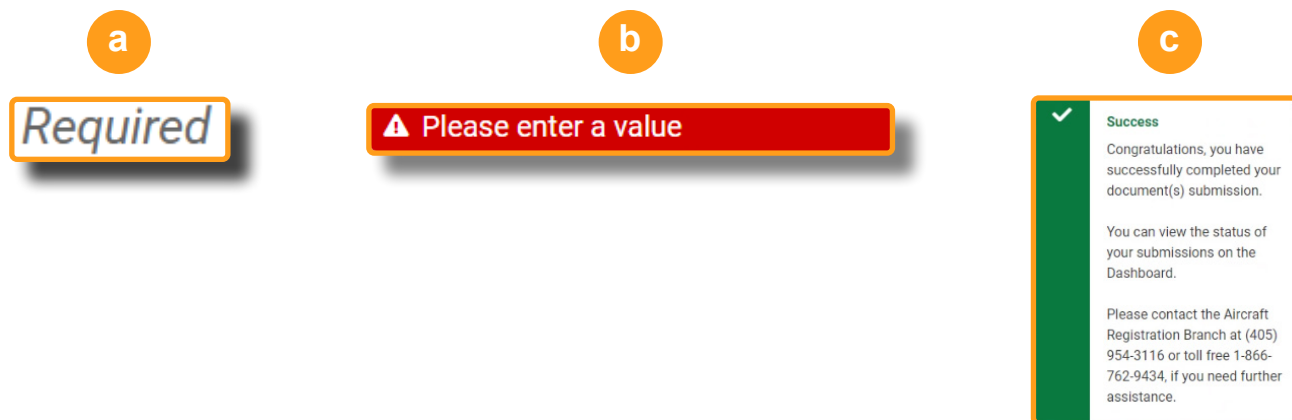 a
b
c
Required
Please enter a value
Success
Congratulations, you have
successfully completed your
document(s) submission.
You can view the status of
your submissions on the
Dashboard.
Please contact the Aircraft
Registration Branch at (405)
954-3116 or toll free 1-866-
762-9434, if you need further
assistance.